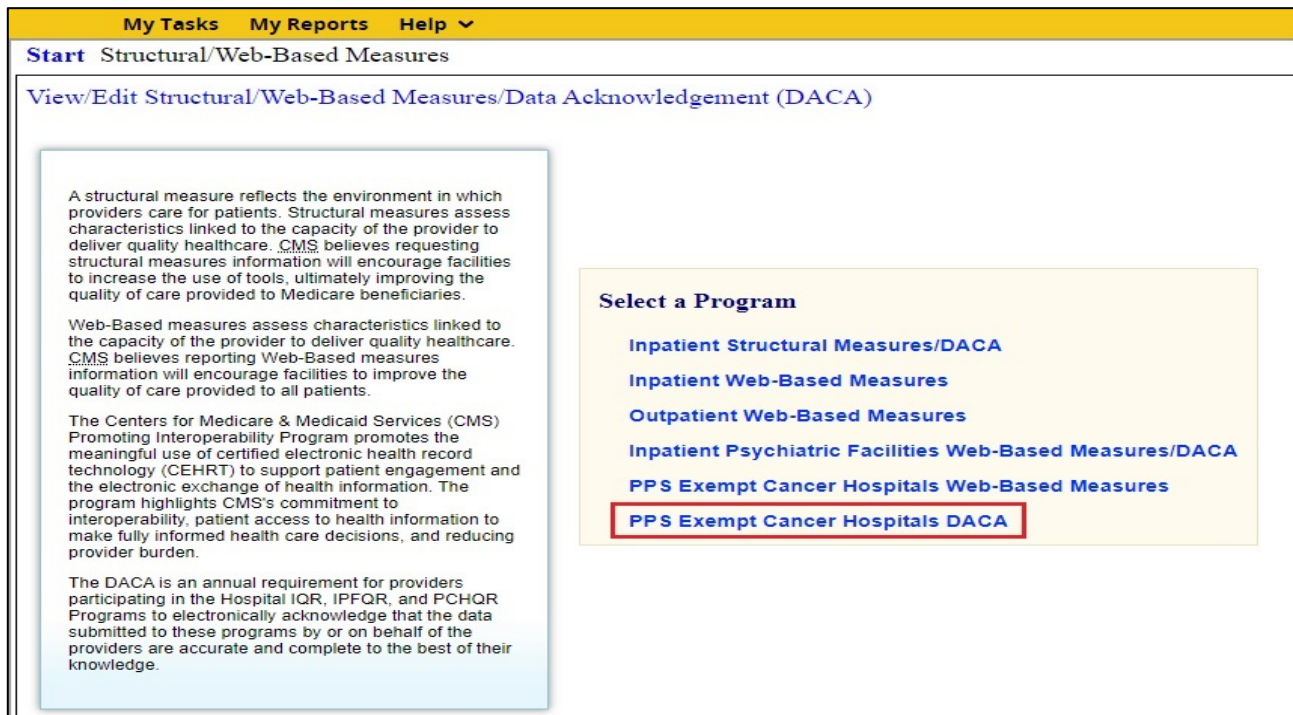 My Tasks My Reports Help
Start Structural/Web-Based Measures
View/Edit Structural/Web-Based Measures/Data Acknowledgement (DACA)
A structural measure reflects the environment in which
providers care for patients. Structural measures assess
characteristics linked to the capacity of the provider to
deliver quality healthcare. CMS believes requesting
structural measures information will encourage facilities
to increase the use of tools, ultimately improving the
quality of care provided to Medicare beneficiaries.
Web-Based measures assess characteristics linked to
the capacity of the provider to deliver quality healthcare.
CMS believes reporting Web-Based measures
information will encourage facilities to improve the
quality of care provided to all patients.
The Centers for Medicare & Medicaid Services (CMS)
Promoting Interoperability Program promotes the
meaningful use of certified electronic health record
technology (CEHRT) to support patient engagement and
the electronic exchange of health information. The
program highlights CMS's commitment to
interoperability, patient access to health information to
make fully informed health care decisions, and reducing
provider burden.
The DACA is an annual requirement for providers
participating in the Hospital IQR, IPFQR, and PCHQR
Programs to electronically acknowledge that the data
submitted to these programs by or on behalf of the
providers are accurate and complete to the best of their
knowledge.
Select a Program
Inpatient Structural Measures/DACA
Inpatient Web-Based Measures
Outpatient Web-Based Measures
Inpatient Psychiatric Facilities Web-Based Measures/DACA
PPS Exempt Cancer Hospitals Web-Based Measures
PPS Exempt Cancer Hospitals DACA